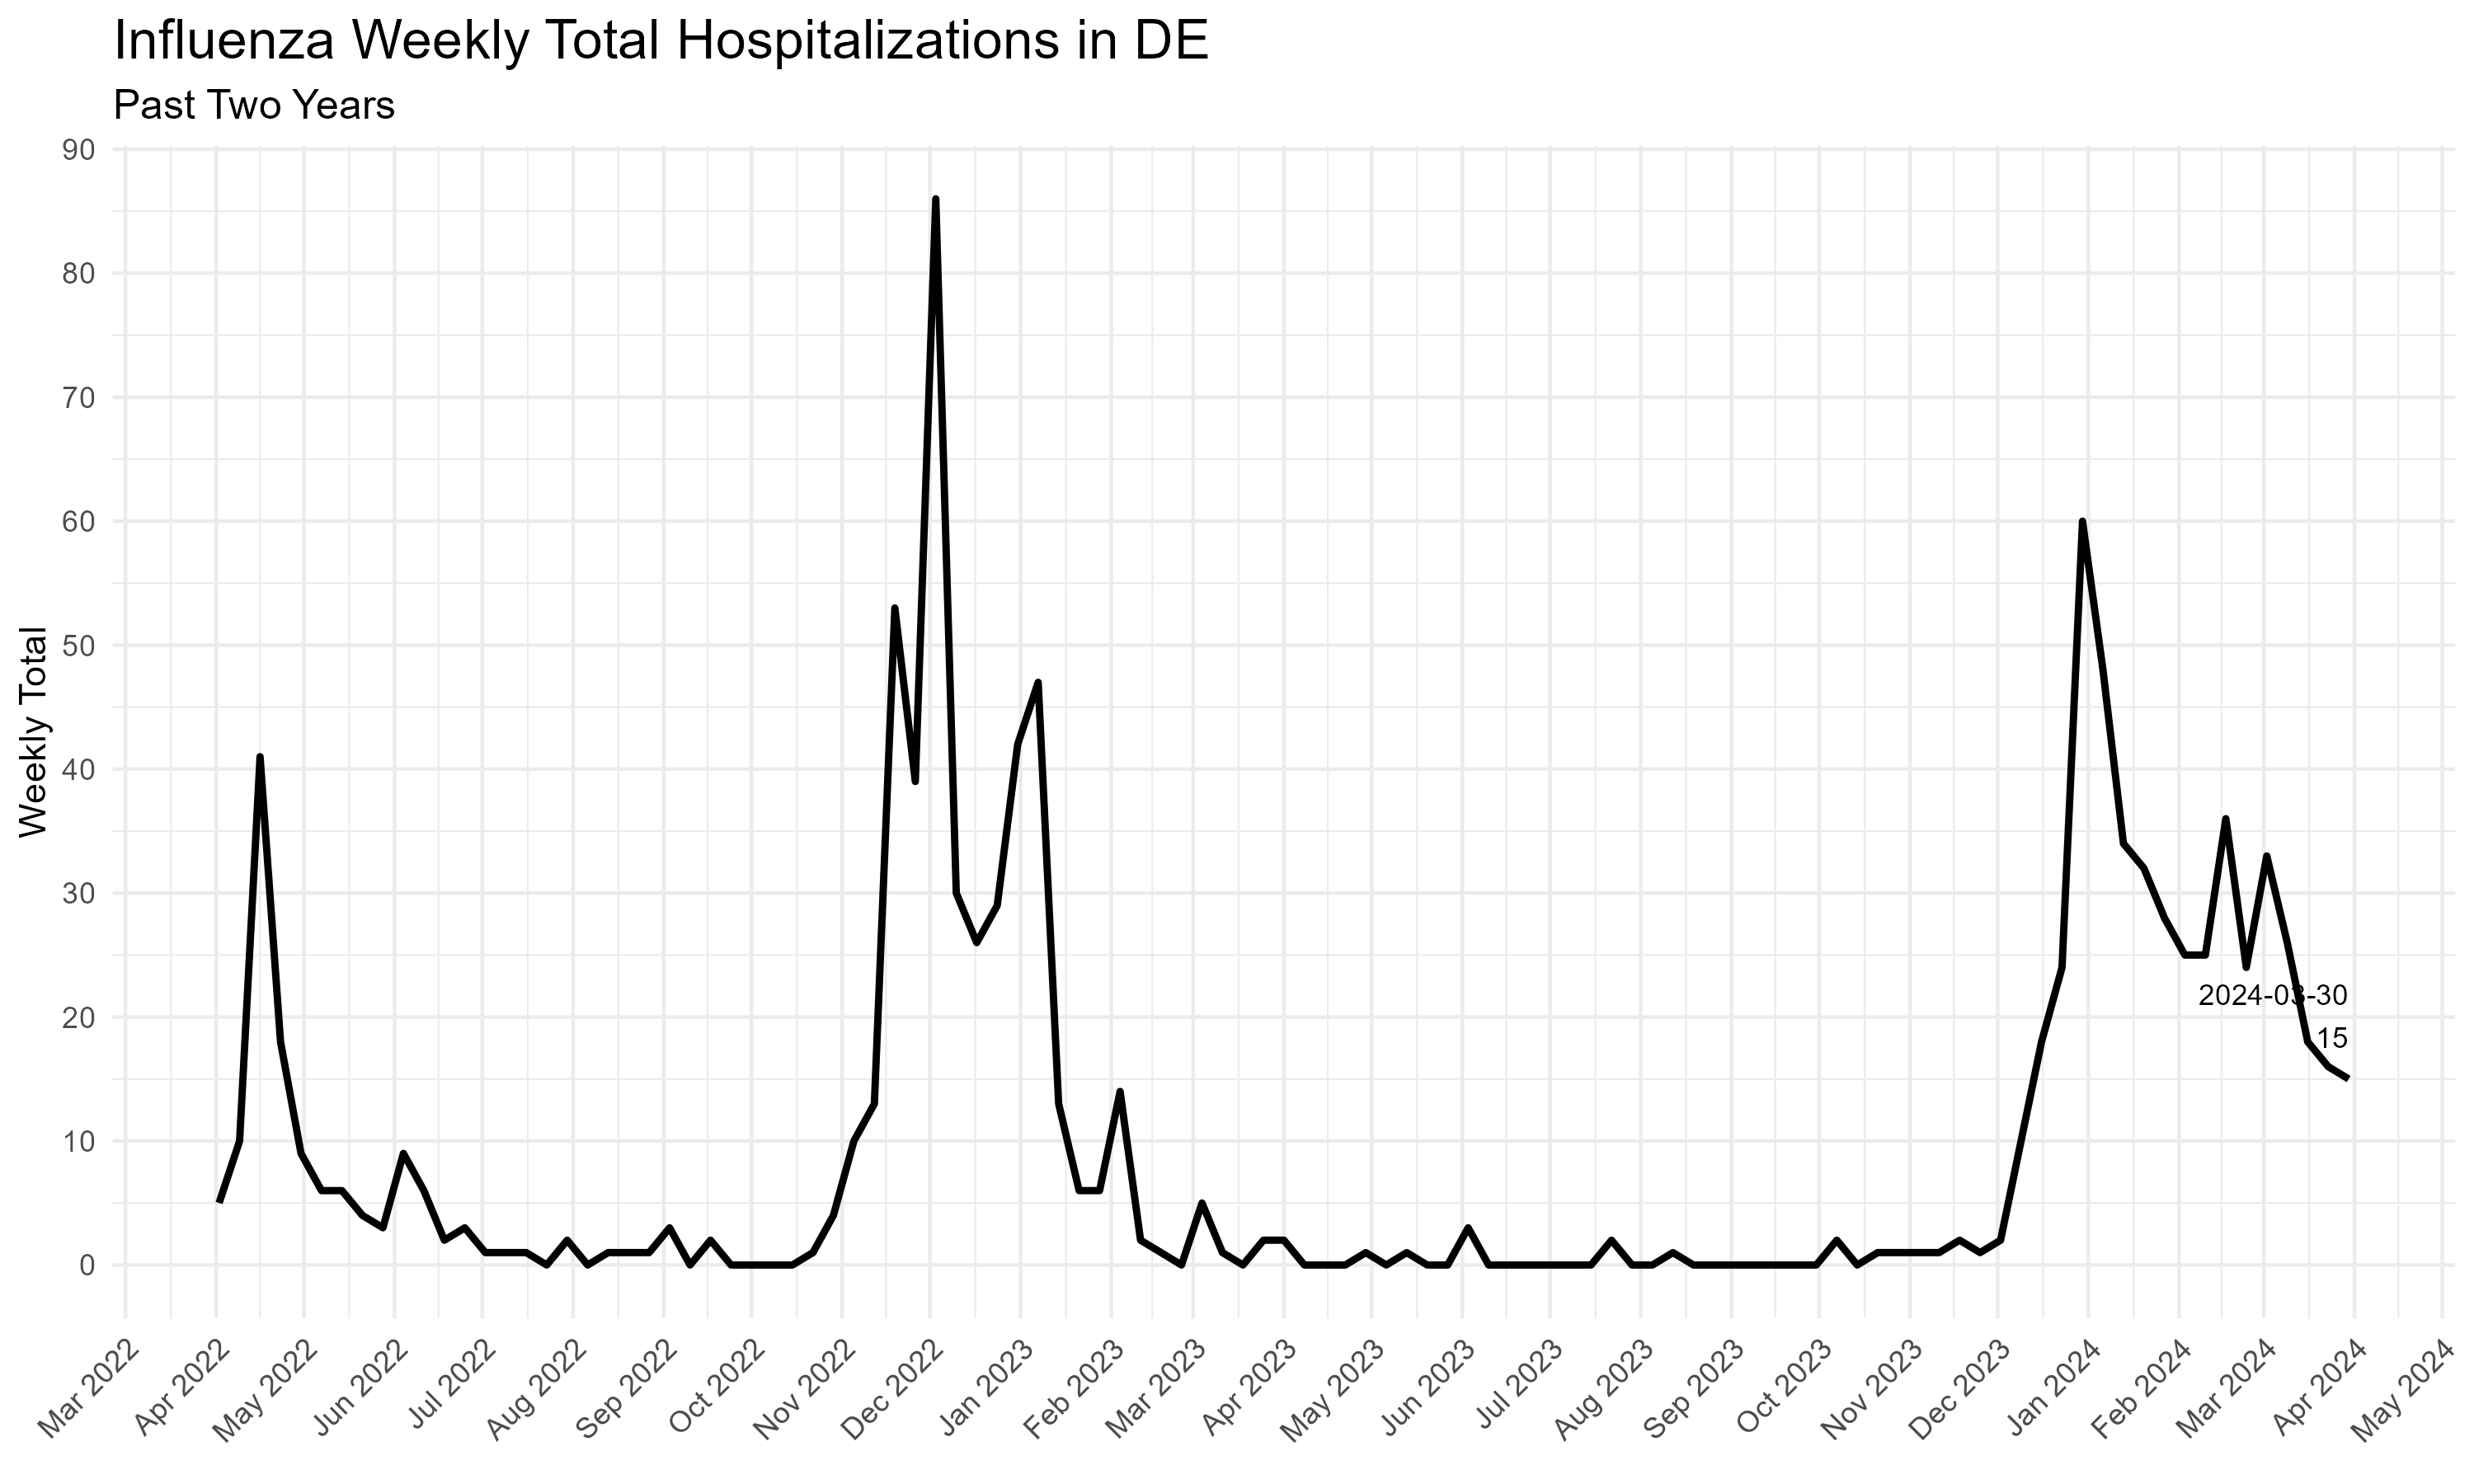 Influenza Weekly Total Hospitalizations in DE
Past Two Years
Weekly Total
90
80
70
60
50
40
30
20
10
0
2024-03-30
15
Mar 2022
Apr 2022
May 2022
Jun 2022
Jul 2022
Aug 2022
Sep 2022
Oct 2022
Nov 2022
Dec 2022
Jan 2023
Feb 2023
Mar 2023
Apr 2023
May 2023
Jun 2023
Jul 2023
Aug 2023
Sep 2023
Oct 2023
Nov 2023
Dec 2023
Jan 2024
Feb 2024
Mar 2024
Apr 2024
May 2024